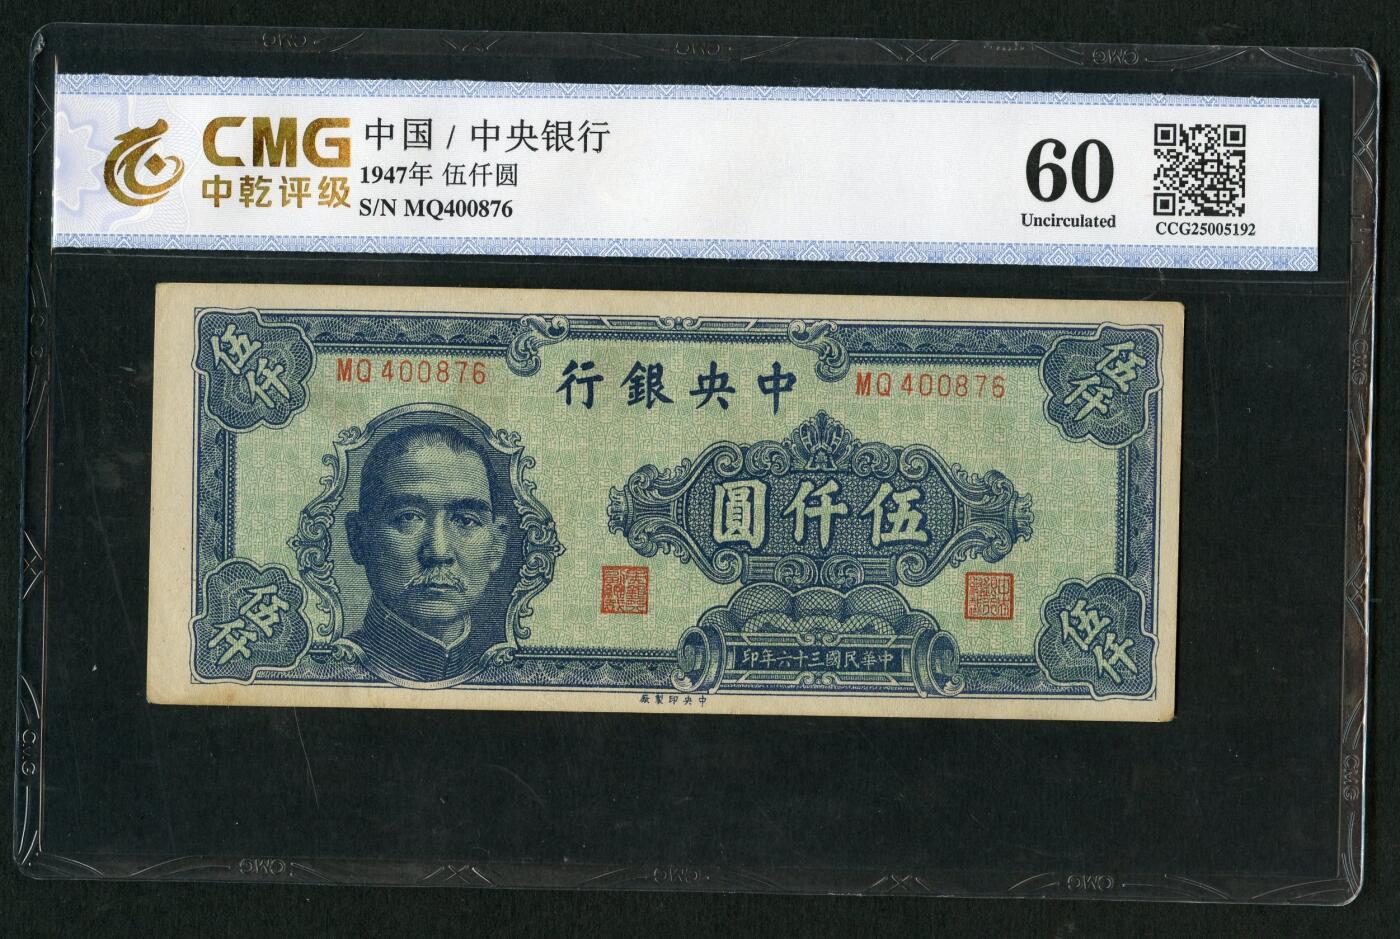 CMG
中乾评级
中国 / 中央银行
1947年 伍仟圆
S/N MQ400876
60
Uncirculated
CCG25005192
伍仟
伍仟
MQ 400876
行銀央中
MQ 400876
圓仟伍
伍仟
伍仟
印年六十三國民華中
廠製印央中